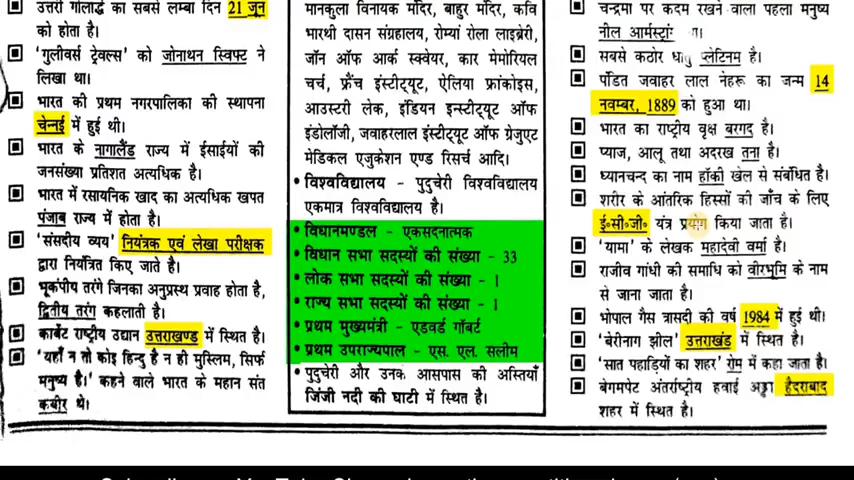 उत्तरी गोलार्द्ध का सबसे लम्बा दिन 21 जून
को होता है।
'गुलीवर्स ट्रेवल्स' को जोनाथन स्विफ्ट ने
लिखा था।
भारत की प्रथम नगरपालिका की स्थापना
चेन्नई में हुई थी।
भारत के नागालैंड राज्य में ईसाईयों की
जनसंख्या प्रतिशत अत्यधिक है।
भारत में रसायनिक खाद का अत्यधिक खपत
पंजाब राज्य में होता है।
'संसदीय व्यय' नियंत्रक एवं लेखा परीक्षक
द्वारा नियंत्रित किए जाते है।
भूकंपीय तरंग जिनका अनुप्रस्थ प्रवाह होता है,
द्वितीय तरंग कहलाती है।
कार्बेट राष्ट्रीय उद्यान उत्तराखण्ड में स्थित है।
'यहाँ न तो कोइ हिन्दु है न ही मुस्लिम, सिर्फ
मनुष्य है।' कहने वाले भारत के महान संत
कबीर थे।
मानकुला विनायक मंदिर, बाहुर मंदिर, कवि
भारथी दासन संग्रहालय, रोम्यां रोला लाइब्रेरी,
जॉन ऑफ आर्क स्क्वेयर, कार मेमोरियल
चर्च, फ्रैंच इंस्टीट्यूट, ऐलिया फ्रांकोइस,
आउस्टरी लेक, इंडियन इन्स्टीट्यूट ऑफ
इंडोलॉजी, जवाहरलाल इंस्टीट्यूट ऑफ ग्रेजुएट
मेडिकल एजुकेशन एण्ड रिसर्च आदि।
• विश्वविद्यालय - पुदुचेरी विश्वविद्यालय
एकमात्र विश्वविद्यालय है।
• विधानमण्डल - एकसदनात्मक
• विधान सभा सदस्यों की संख्या - 33
• लोक सभा सदस्यों की संख्या - 1
• राज्य सभा सदस्यों की संख्या - 1
• प्रथम मुख्यमंत्री - एडवर्ड गॉबर्ट
• प्रथम उपराज्यपाल - एस. एल. सलीम
• पुदुचेरी और उनक आसपास की अस्तियाँ
जिंजी नदी की घाटी में स्थित है।
चन्द्रमा पर कदम रखने वाला पहला मनुष्य
नील आर्मस्ट्रांग
सबसे कठोर धातु प्लेटिनम है।
पंडित जवाहर लाल नेहरू का जन्म 14
नवम्बर, 1889 को हुआ था।
भारत का राष्ट्रीय वृक्ष बरगद है।
प्याज, आलू तथा अदरख तना है।
ध्यानचन्द का नाम हॉकी खेल से संबंधित है।
शरीर के आंतरिक हिस्सों की जाँच के लिए
ई॰सी॰जी॰ यंत्र प्रयोग किया जाता है।
'यामा' के लेखक महादेवी वर्मा है।
राजीव गांधी की समाधि को वीरभूमि के नाम
से जाना जाता है।
भोपाल गैस त्रासदी की वर्ष 1984 में हुई थी।
'बेरीनाग झील' उत्तराखंड में स्थित है।
'सात पहाड़ियों का शहर' रोम में कहा जाता है।
बेगमपेट अंतर्राष्ट्रीय हवाई अड्डा हैदराबाद
शहर में स्थित है।